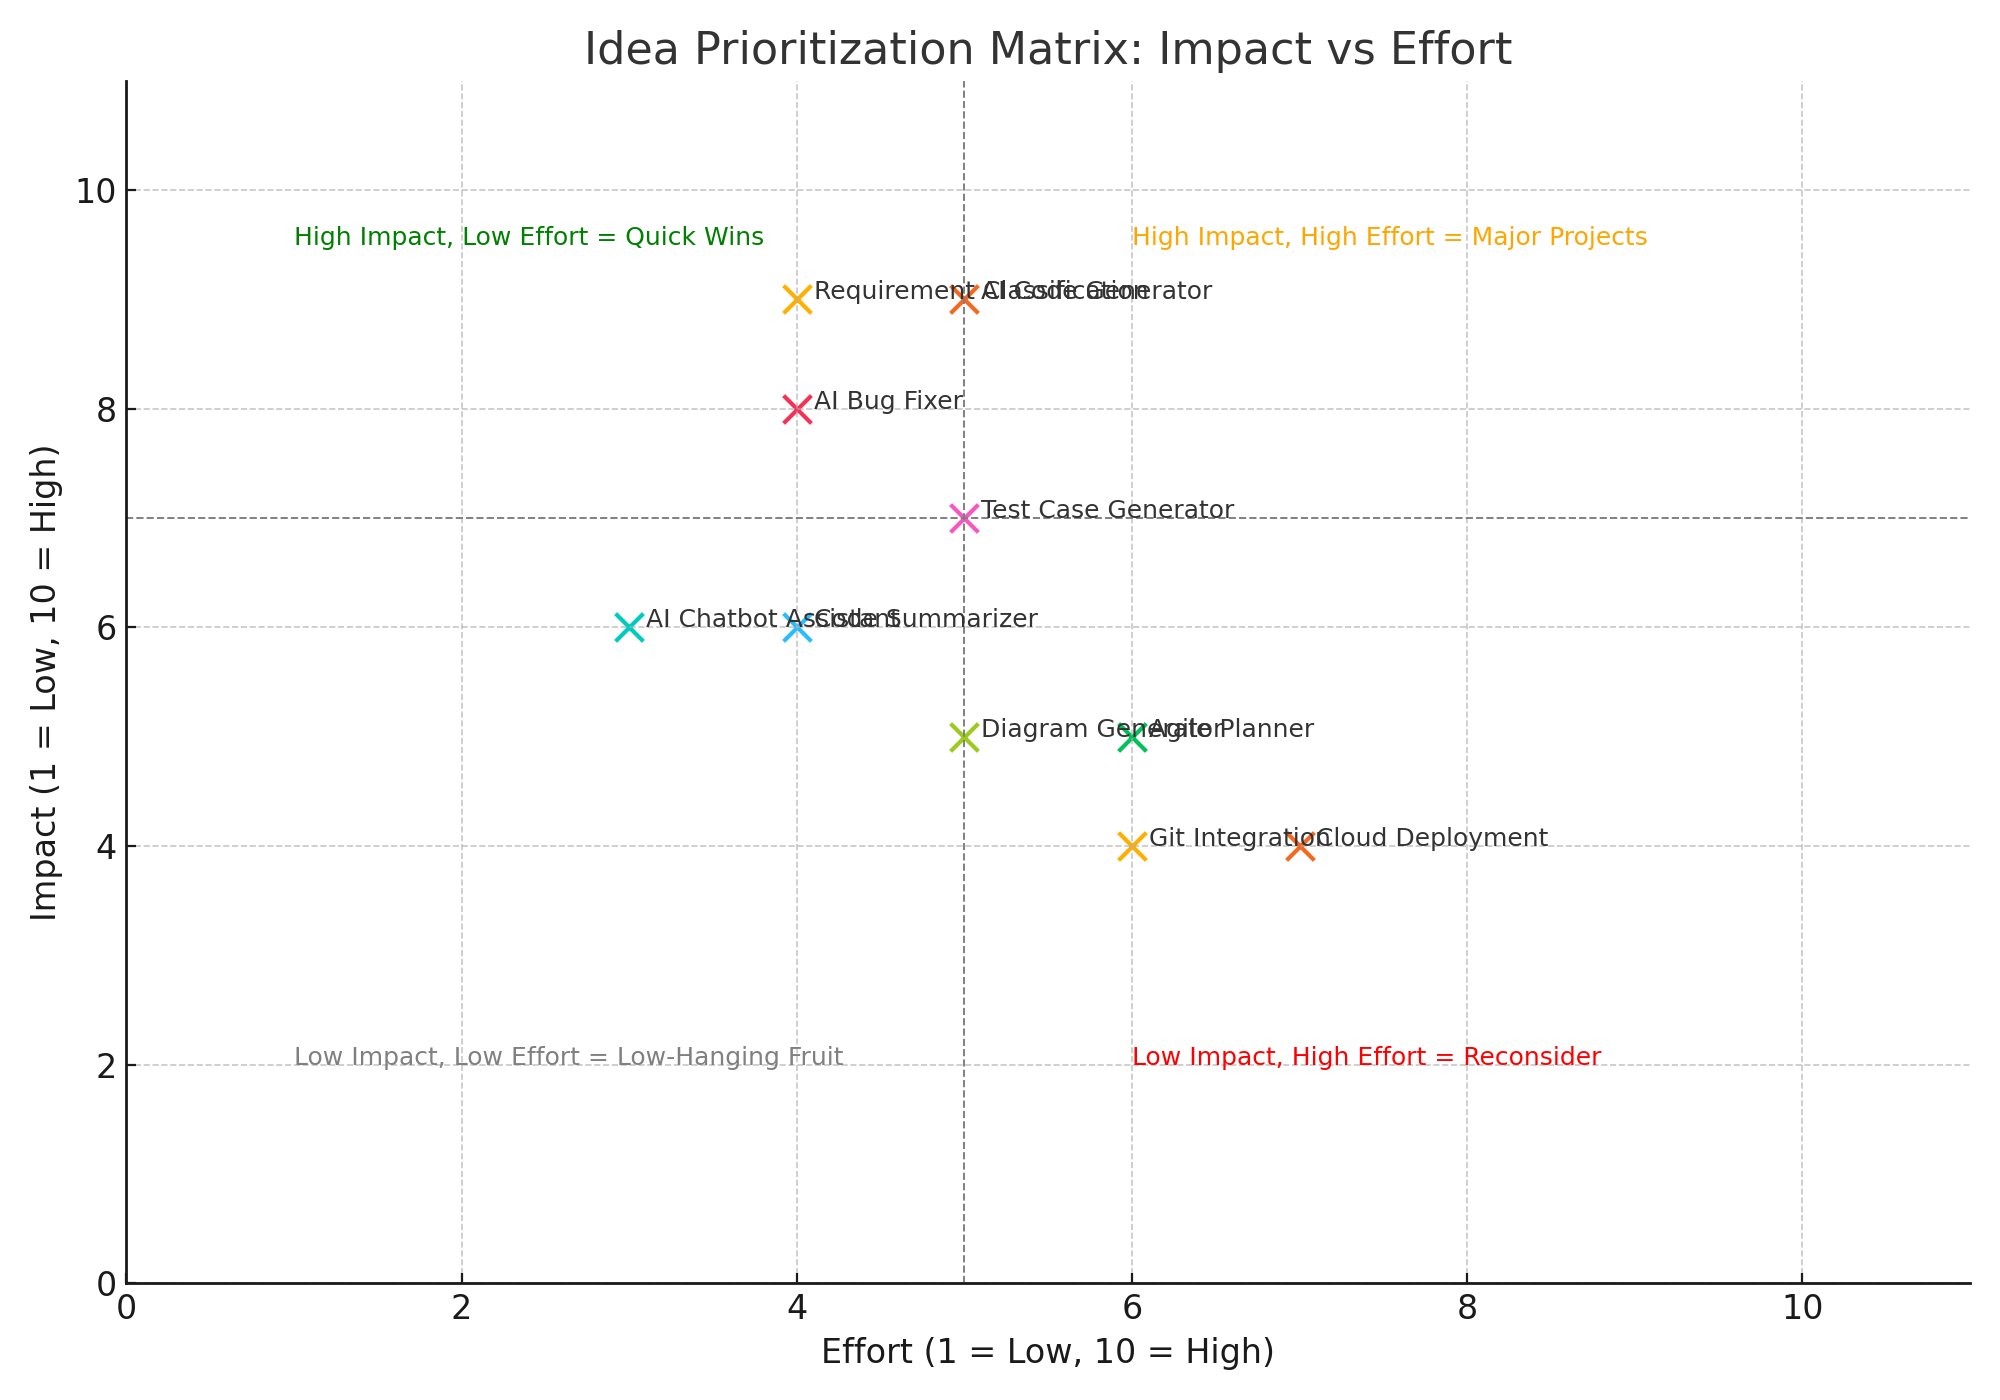 Idea Prioritization Matrix: Impact vs Effort
10
High Impact, Low Effort = Quick Wins
High Impact, High Effort = Major Projects
Requirement Classification
AI Code Generator
8
AI Bug Fixer
Test Case Generator
6
AI Chatbot Assistant
Code Summarizer
Diagram Generator
Agile Planner
4
Git Integration
Cloud Deployment
2
Low Impact, Low Effort = Low-Hanging Fruit
Low Impact, High Effort = Reconsider
0
0 2 4 6 8 10
Effort (1 = Low, 10 = High)
Impact (1 = Low, 10 = High)